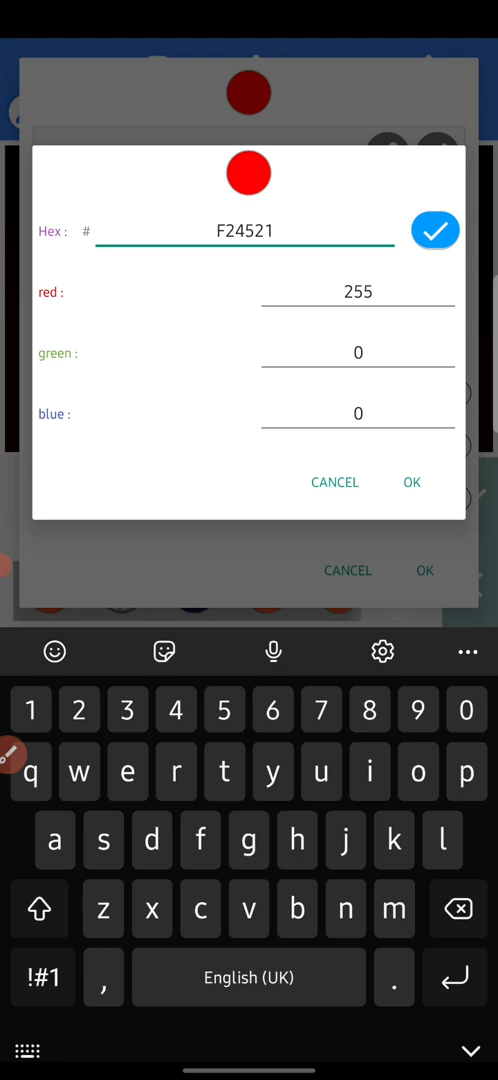 Hex : # F24521
red : 255
green : 0
blue : 0
CANCEL OK
CANCEL OK
1 2 3 4 5 6 7 8 9 0
q w e r t y u i o p
a s d f g h j k l
z x c v b n m
!#1 , English (UK) .